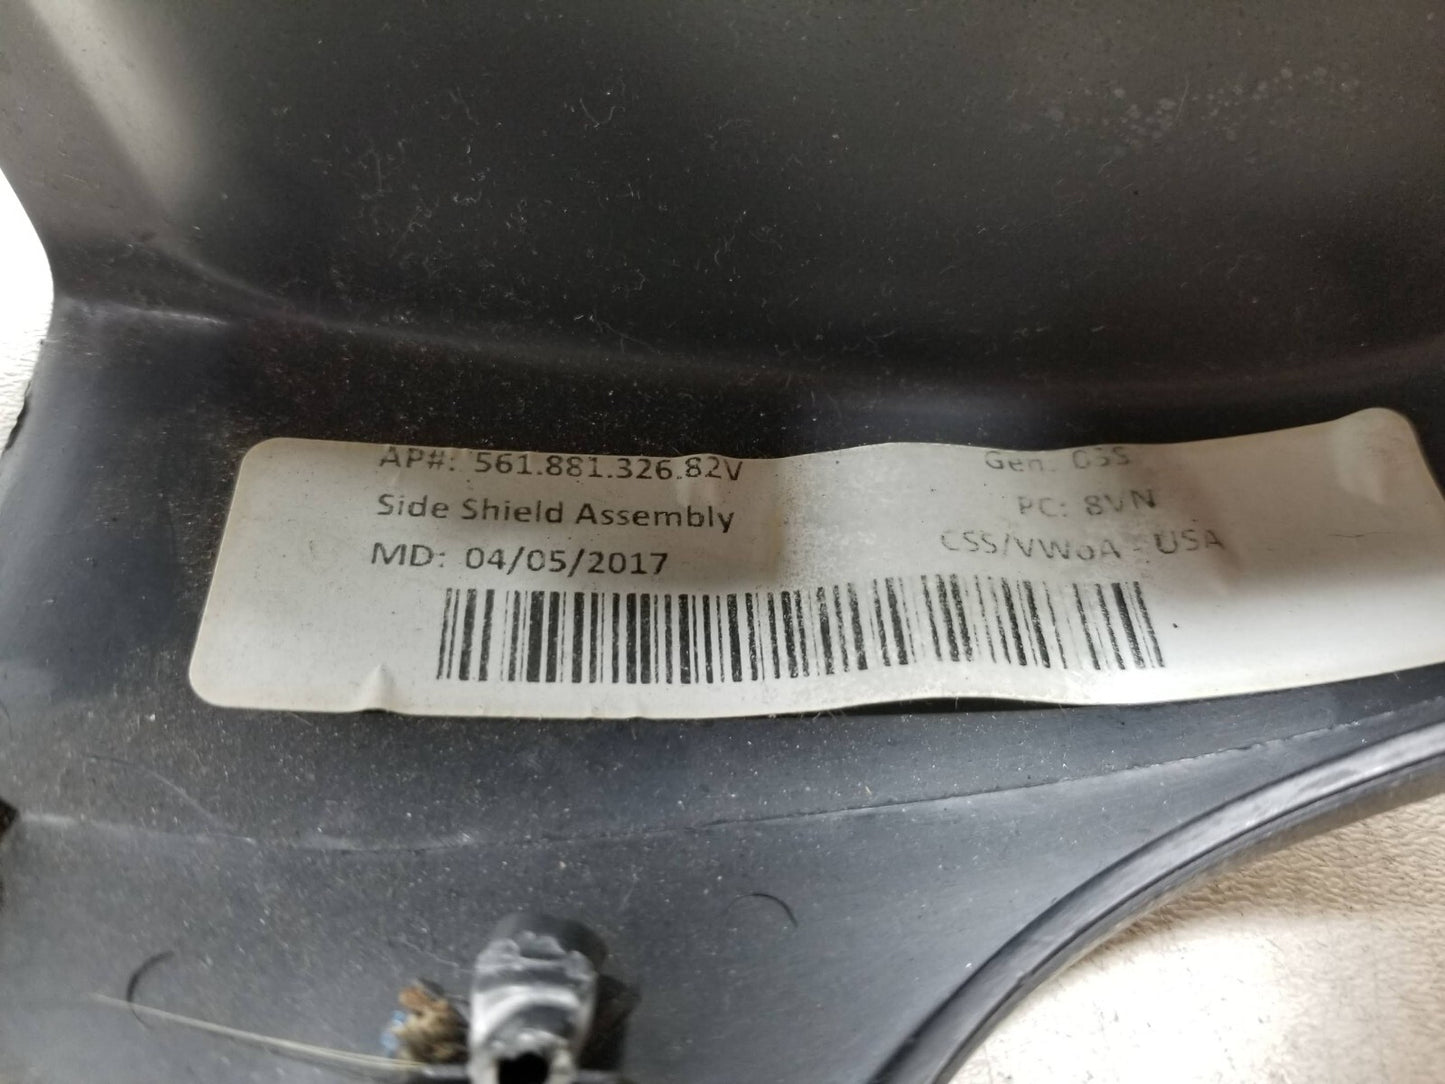 AP#: 561.881.326.82V
Side Shield Assembly
MD: 04/05/2017
Gen: 03S
PC: 8VN
CSS/VWoA - USA